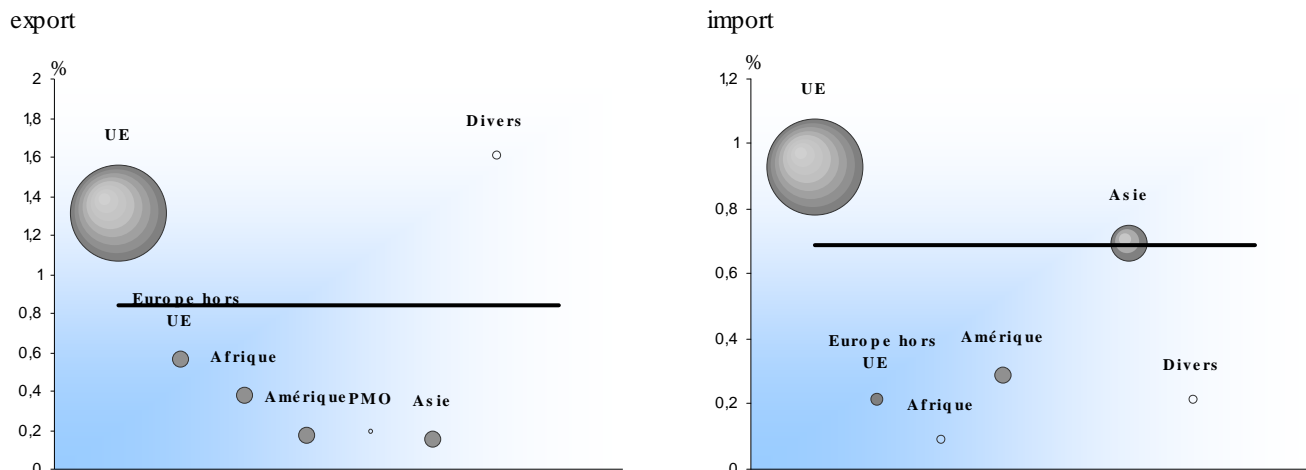 export
%
2
1,8
1,6
1,4
1,2
1
0,8
0,6
0,4
0,2
0
UE
Divers
Europe hors
UE
Afrique
Amérique
PMO
Asie
import
%
1,2
1
0,8
0,6
0,4
0,2
0
UE
Asie
Europe hors
UE
Amérique
Afrique
Divers